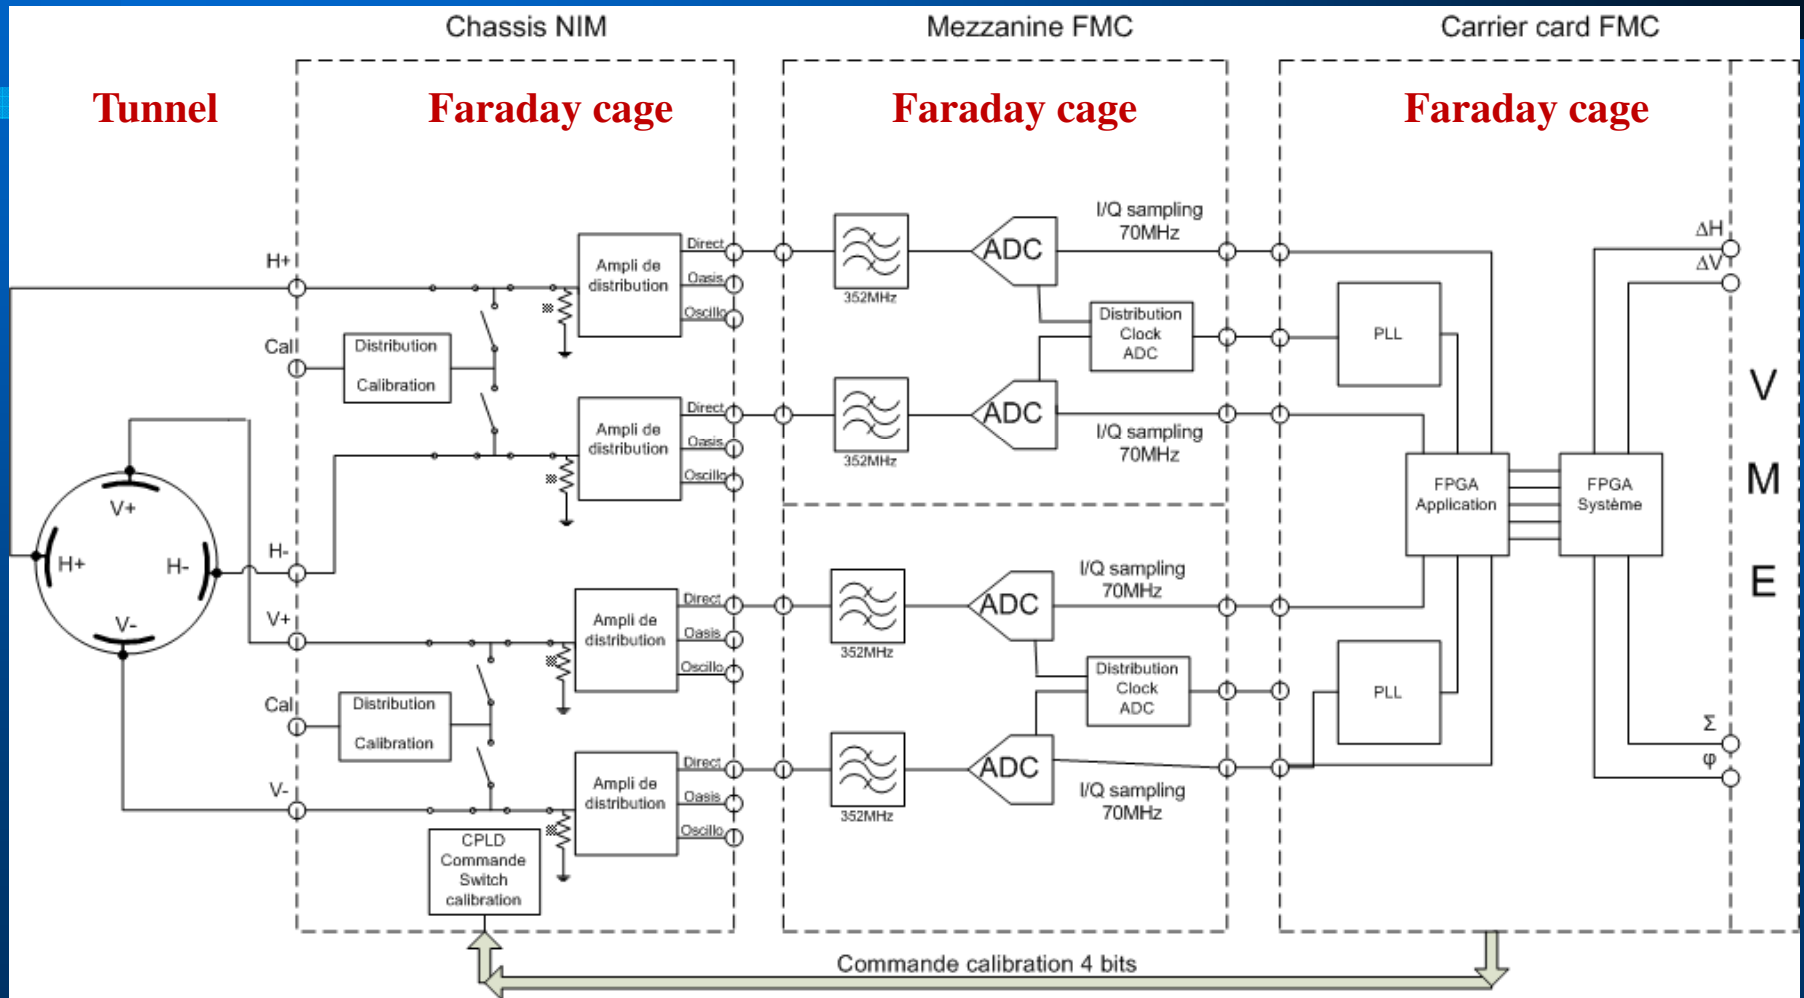 Chassis NIM
Mezzanine FMC
Carrier card FMC
Tunnel
Faraday cage
Faraday cage
Faraday cage
H+
Cal
Distribution
Calibration
Ampli de
distribution
Direct
Oasis
Oscillo
Ampli de
distribution
Direct
Oasis
Oscillo
352MHz
ADC
I/Q sampling
70MHz
Distribution
Clock
ADC
352MHz
ADC
I/Q sampling
70MHz
PLL
ΔH
ΔV
V+
H+
H-
V-
H-
V+
Cal
Distribution
Calibration
V-
Ampli de
distribution
Direct
Oasis
Oscillo
Ampli de
distribution
Direct
Oasis
Oscillo
CPLD
Commande
Switch
calibration
352MHz
ADC
I/Q sampling
70MHz
Distribution
Clock
ADC
352MHz
ADC
I/Q sampling
70MHz
FPGA
Application
FPGA
Système
PLL
Σ
φ
V
M
E
Commande calibration 4 bits